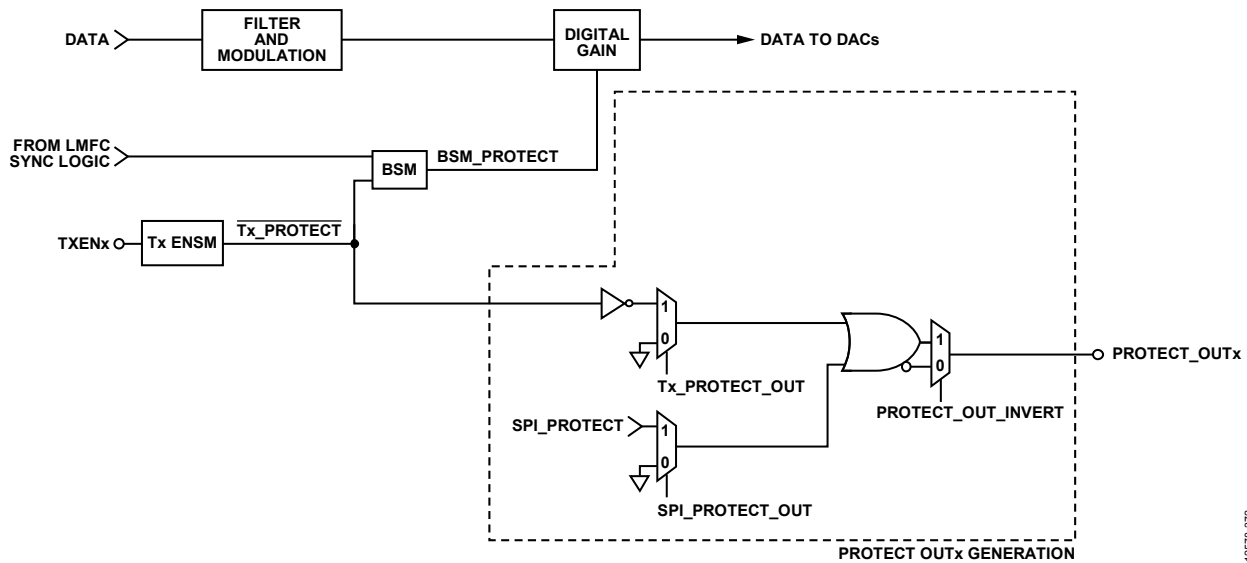 DATA
FILTER
AND
MODULATION
DIGITAL
GAIN
DATA TO DACs
FROM LMFC
SYNC LOGIC
BSM
BSM_PROTECT
TXENx
Tx ENSM
Tx_PROTECT
1
0
Tx_PROTECT_OUT
1
0
PROTECT_OUTx
PROTECT_OUT_INVERT
SPI_PROTECT
1
0
SPI_PROTECT_OUT
PROTECT OUTx GENERATION